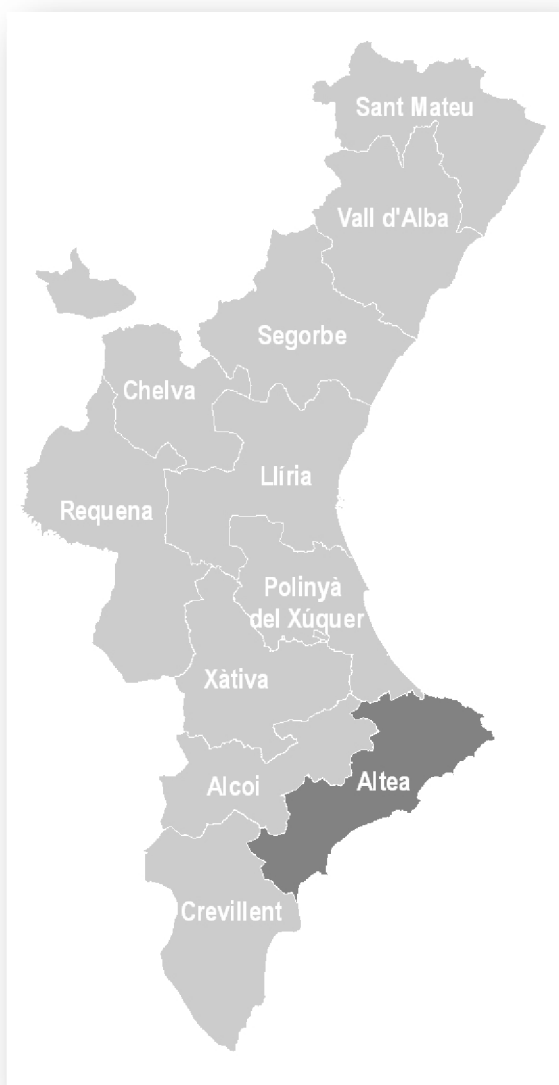 Sant Mateu
Vall d'Alba
Segorbe
Chelva
Llíria
Requena
Polinyà
del Xúquer
Xàtiva
Alcoi
Altea
Crevillent